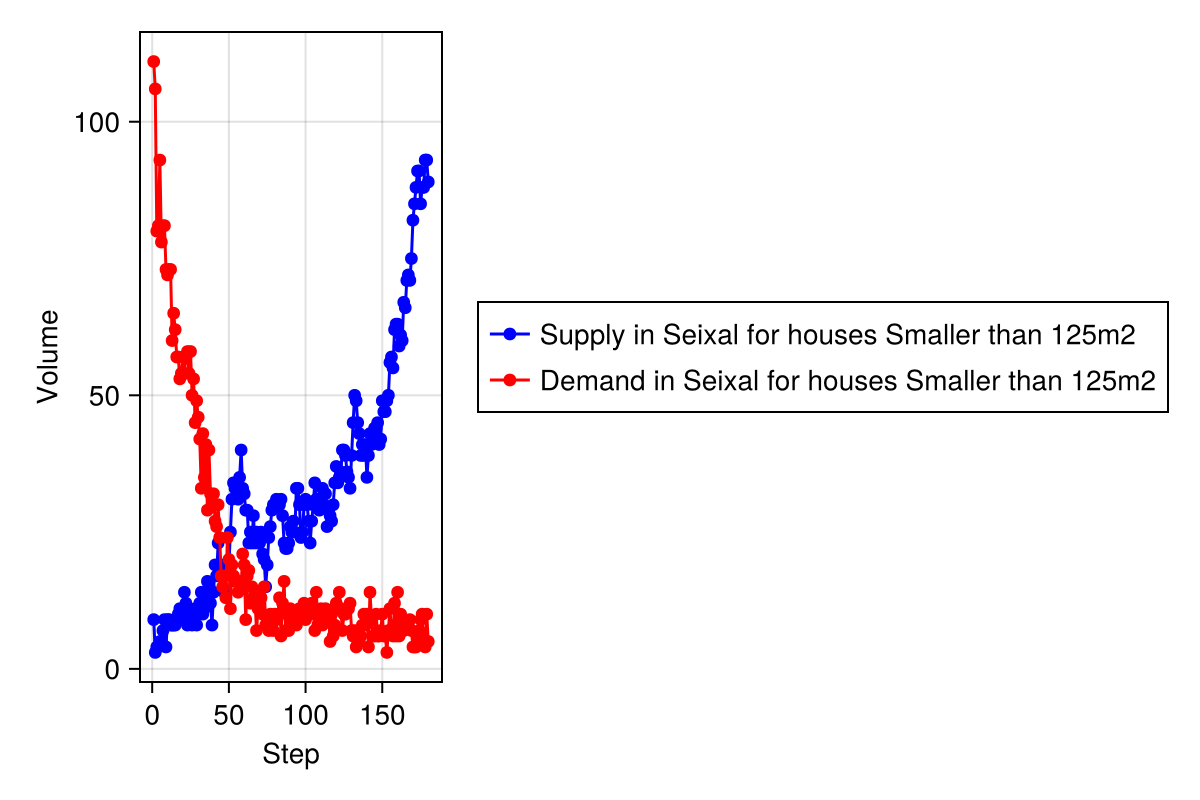 100
50
0
Volume
0 50 100 150
Step
Supply in Seixal for houses Smaller than 125m2
Demand in Seixal for houses Smaller than 125m2